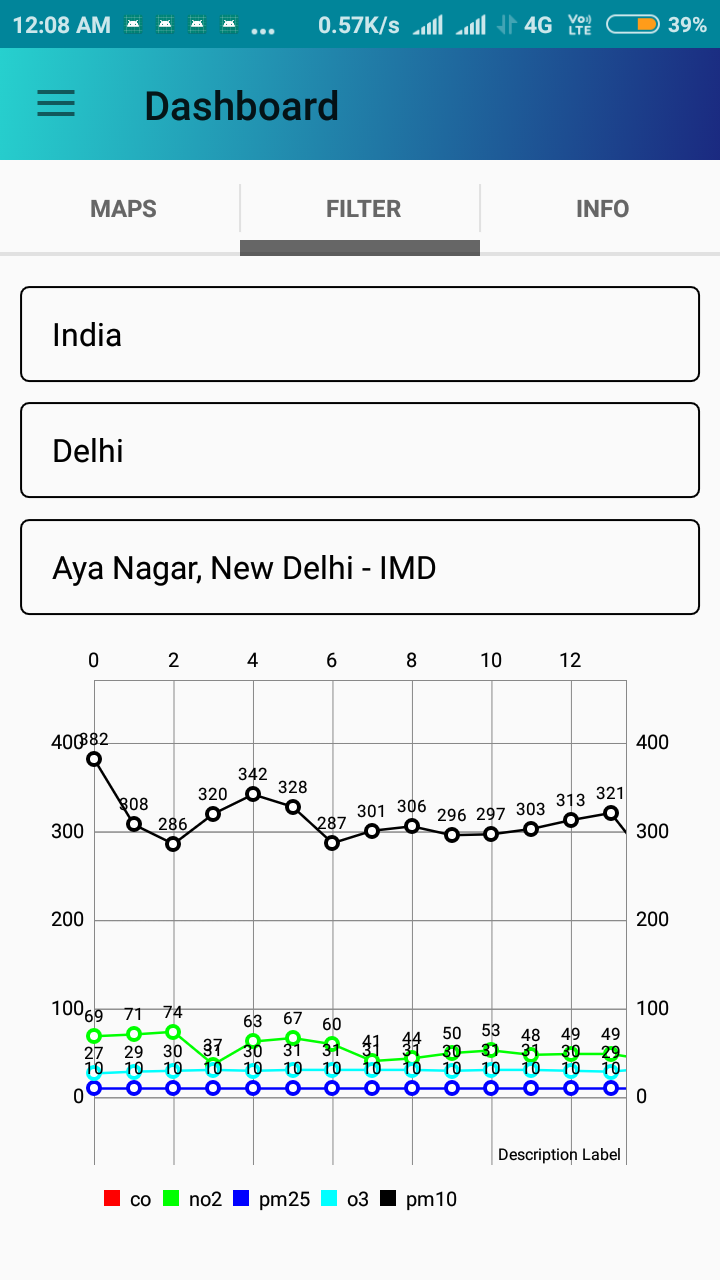 12:08 AM ... 0.57K/s 4G Vo)) LTE 39%
Dashboard
MAPS FILTER INFO
India
Delhi
Aya Nagar, New Delhi - IMD
0 2 4 6 8 10 12
400 382 400
342
328
320 321
308 301 306 303 313
286 287 296 297
300 300
200 200
100 100
69 71 74 37 63 67 60 41 44 50 53 48 49 49
27 29 30 31 30 31 31 31 31 30 31 31 30 29
10 10 10 10 10 10 10 10 10 10 10 10 10 10
0 0
Description Label
co no2 pm25 o3 pm10